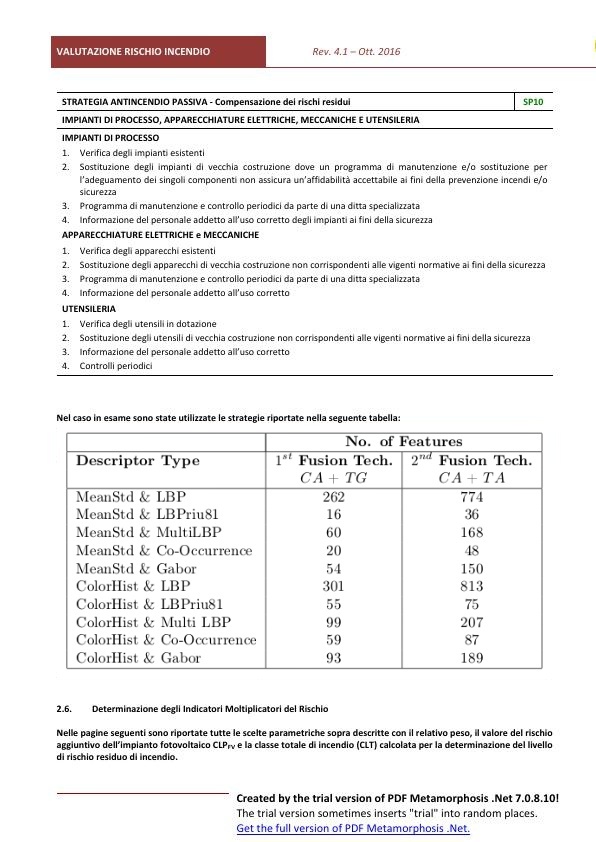 VALUTAZIONE RISCHIO INCENDIO Rev. 4.1 – Ott. 2016
STRATEGIA ANTINCENDIO PASSIVA - Compensazione dei rischi residui SP10
IMPIANTI DI PROCESSO, APPARECCHIATURE ELETTRICHE, MECCANICHE E UTENSILERIA
IMPIANTI DI PROCESSO
1. Verifica degli impianti esistenti
2. Sostituzione degli impianti di vecchia costruzione dove un programma di manutenzione e/o sostituzione per
l’adeguamento dei singoli componenti non assicura un’affidabilità accettabile ai fini della prevenzione incendi e/o
sicurezza
3. Programma di manutenzione e controllo periodici da parte di una ditta specializzata
4. Informazione del personale addetto all’uso corretto degli impianti ai fini della sicurezza
APPARECCHIATURE ELETTRICHE e MECCANICHE
1. Verifica degli apparecchi esistenti
2. Sostituzione degli apparecchi di vecchia costruzione non corrispondenti alle vigenti normative ai fini della sicurezza
3. Programma di manutenzione e controllo periodici da parte di una ditta specializzata
4. Informazione del personale addetto all’uso corretto
UTENSILERIA
1. Verifica degli utensili in dotazione
2. Sostituzione degli utensili di vecchia costruzione non corrispondenti alle vigenti normative ai fini della sicurezza
3. Informazione del personale addetto all’uso corretto
4. Controlli periodici
Nel caso in esame sono state utilizzate le strategie riportate nella seguente tabella:
No. of Features
Descriptor Type 1st Fusion Tech. 2nd Fusion Tech.
CA + TG CA + TA
MeanStd & LBP 262 774
MeanStd & LBPriu81 16 36
MeanStd & MultiLBP 60 168
MeanStd & Co-Occurrence 20 48
MeanStd & Gabor 54 150
ColorHist & LBP 301 813
ColorHist & LBPriu81 55 75
ColorHist & Multi LBP 99 207
ColorHist & Co-Occurrence 59 87
ColorHist & Gabor 93 189
2.6. Determinazione degli Indicatori Moltiplicatori del Rischio
Nelle pagine seguenti sono riportate tutte le scelte parametriche sopra descritte con il relativo peso, il valore del rischio
aggiuntivo dell’impianto fotovoltaico CLPFV e la classe totale di incendio (CLT) calcolata per la determinazione del livello
di rischio residuo di incendio.
Created by the trial version of PDF Metamorphosis .Net 7.0.8.10!
The trial version sometimes inserts "trial" into random places.
Get the full version of PDF Metamorphosis .Net.